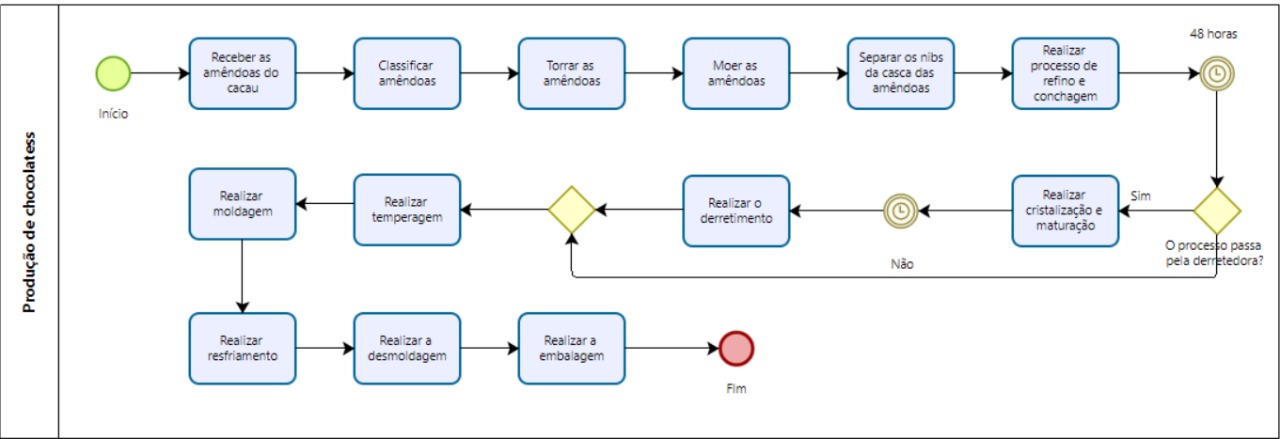 Produção de chocolatess
Início
Receber as
amêndoas do
cacau
Classificar
amêndoas
Torrar as
amêndoas
Moer as
amêndoas
Separar os nibs
da casca das
amêndoas
Realizar
processo de
refino e
conchagem
48 horas
O processo passa
pela derretedora?
Sim
Não
Realizar
cristalização e
maturação
Realizar o
derretimento
Realizar
temperagem
Realizar
moldagem
Realizar
resfriamento
Realizar a
desmoldagem
Realizar a
embalagem
Fim